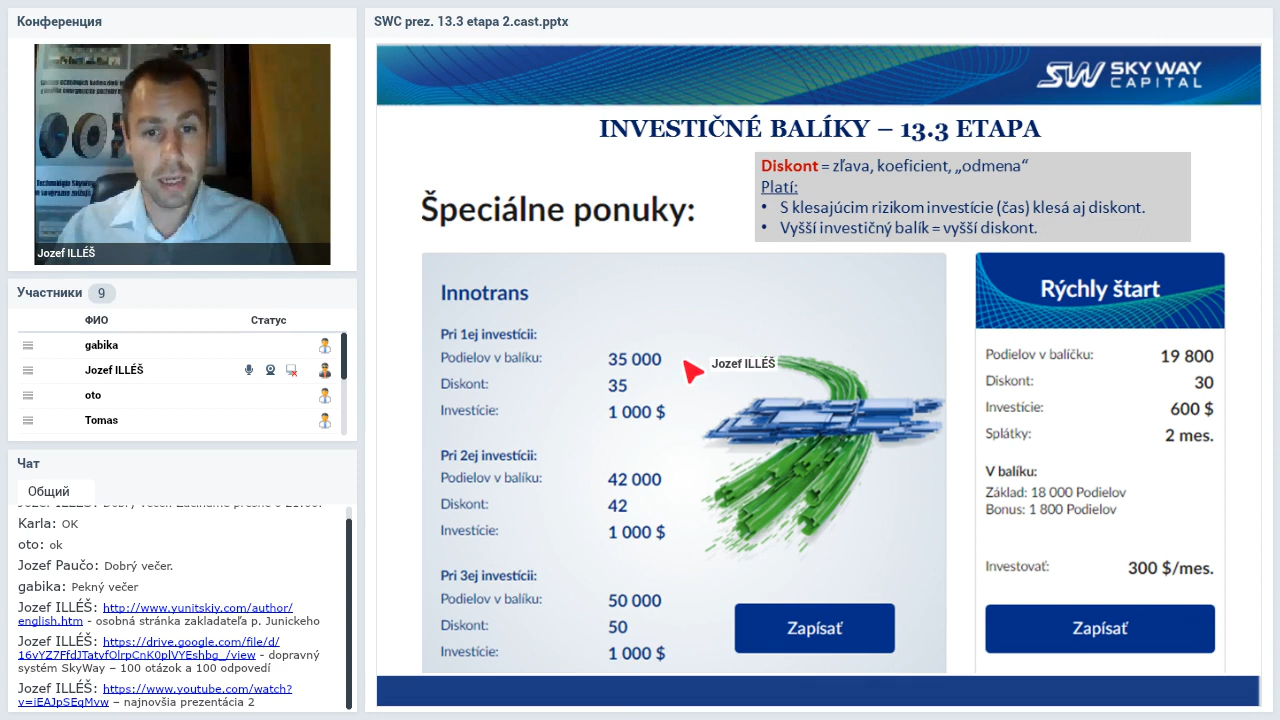 Конференция
Jozef ILLÉŠ
Участники 9
ФИО Статус
gabika
Jozef ILLÉŠ
oto
Tomas
Чат
Общий
Karla: OK
oto: ok
Jozef Paučo: Dobrý večer.
gabika: Pekný večer
Jozef ILLÉŠ: http://www.yunitskiy.com/author/
english.htm - osobná stránka zakladateľa p. Junickeho
Jozef ILLÉŠ: https://drive.google.com/file/d/
- dopravný
systém SkyWay – 100 otázok a 100 odpovedí
Jozef ILLÉŠ: https://www.youtube.com/watch?
v=iEAJpSEqMvw – najnovšia prezentácia 2
SWC prez. 13.3 etapa 2.cast.pptx
SW SKY WAY
CAPITAL
INVESTIČNÉ BALÍKY – 13.3 ETAPA
Diskont = zľava, koeficient, „odmena“
Platí:
• S klesajúcim rizikom investície (čas) klesá aj diskont.
• Vyšší investičný balík = vyšší diskont.
Špeciálne ponuky:
Innotrans
Pri 1ej investícii:
Podielov v balíku: 35 000
Diskont: 35
Investície: 1 000 $
Pri 2ej investícii:
Podielov v balíku: 42 000
Diskont: 42
Investície: 1 000 $
Pri 3ej investícii:
Podielov v balíku: 50 000
Diskont: 50
Investície: 1 000 $
Jozef ILLÉŠ
Zapísať
Rýchly štart
Podielov v balíčku: 19 800
Diskont: 30
Investície: 600 $
Splátky: 2 mes.
V balíku:
Základ: 18 000 Podielov
Bonus: 1 800 Podielov
Investovať: 300 $/mes.
Zapísať